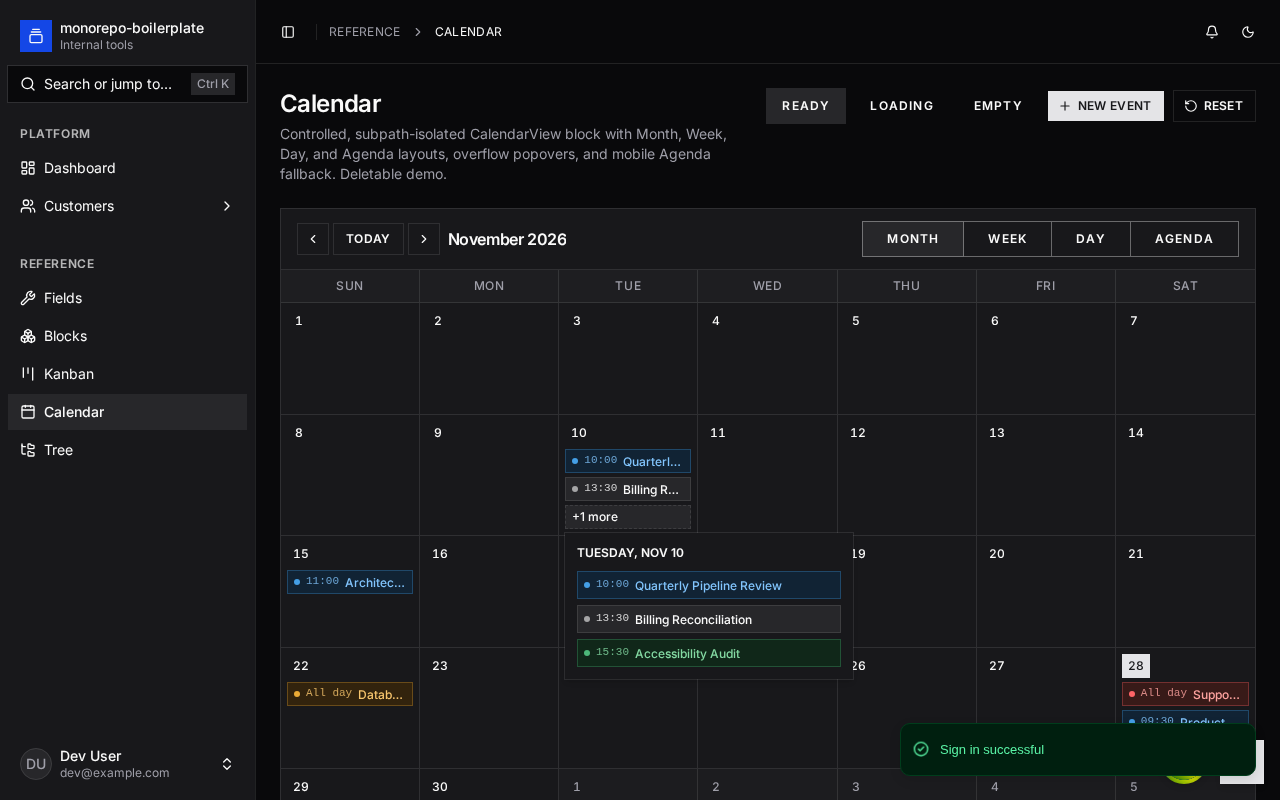 monorepo-boilerplate
Internal tools
Search or jump to...
Ctrl K
PLATFORM
Dashboard
Customers
REFERENCE
Fields
Blocks
Kanban
Calendar
Tree
DU
Dev User
dev@example.com
REFERENCE
CALENDAR
Calendar
Controlled, subpath-isolated CalendarView block with Month, Week,
Day, and Agenda layouts, overflow popovers, and mobile Agenda
fallback. Deletable demo.
READY
LOADING
EMPTY
NEW EVENT
RESET
TODAY
November 2026
MONTH
WEEK
DAY
AGENDA
SUN
MON
TUE
WED
THU
FRI
SAT
1
2
3
4
5
6
7
8
9
10
10:00 Quarterl...
13:30 Billing R...
+1 more
11
12
13
14
15
11:00 Architec...
16
TUESDAY, NOV 10
10:00 Quarterly Pipeline Review
13:30 Billing Reconciliation
15:30 Accessibility Audit
19
20
21
22
All day Datab...
23
26
27
28
All day Suppo...
09:30 Product
Sign in successful
29
30
1
2
3
4
5